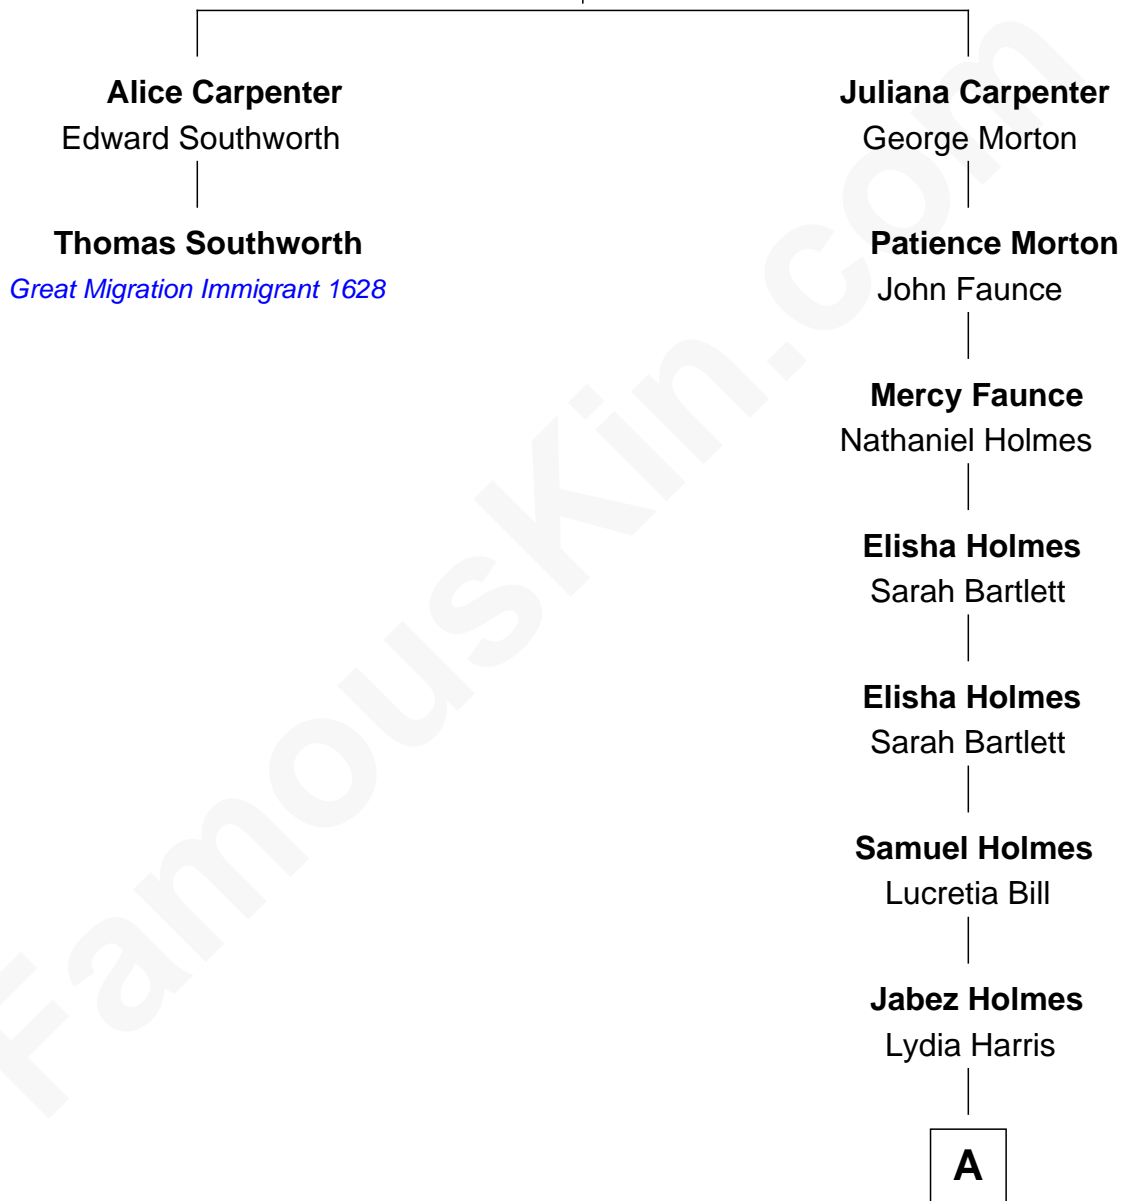 Alice Carpenter
Edward Southworth
Thomas Southworth
Great Migration Immigrant 1628
Juliana Carpenter
George Morton
Patience Morton
John Faunce
Mercy Faunce
Nathaniel Holmes
Elisha Holmes
Sarah Bartlett
Elisha Holmes
Sarah Bartlett
Samuel Holmes
Lucretia Bill
Jabez Holmes
Lydia Harris
A
FamousKin.com